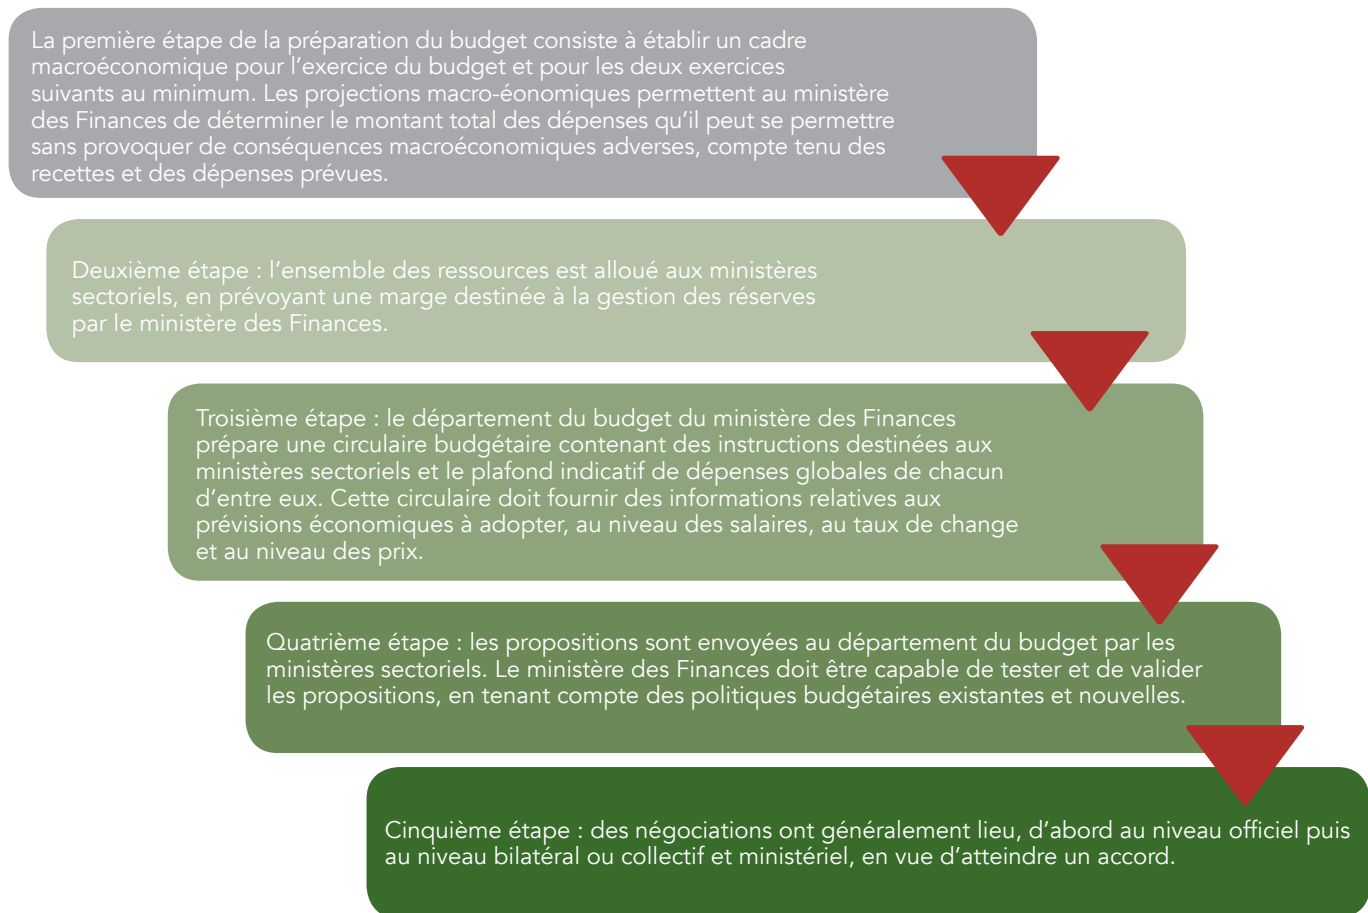 La première étape de la préparation du budget consiste à établir un cadre
macroéconomique pour l’exercice du budget et pour les deux exercices
suivants au minimum. Les projections macro-éonomiques permettent au ministère
des Finances de déterminer le montant total des dépenses qu’il peut se permettre
sans provoquer de conséquences macroéconomiques adverses, compte tenu des
recettes et des dépenses prévues.
Deuxième étape : l’ensemble des ressources est alloué aux ministères
sectoriels, en prévoyant une marge destinée à la gestion des réserves
par le ministère des Finances.
Troisième étape : le département du budget du ministère des Finances
prépare une circulaire budgétaire contenant des instructions destinées aux
ministères sectoriels et le plafond indicatif de dépenses globales de chacun
d’entre eux. Cette circulaire doit fournir des informations relatives aux
prévisions économiques à adopter, au niveau des salaires, au taux de change
et au niveau des prix.
Quatrième étape : les propositions sont envoyées au département du budget par les
ministères sectoriels. Le ministère des Finances doit être capable de tester et de valider
les propositions, en tenant compte des politiques budgétaires existantes et nouvelles.
Cinquième étape : des négociations ont généralement lieu, d’abord au niveau officiel puis
au niveau bilatéral ou collectif et ministériel, en vue d’atteindre un accord.